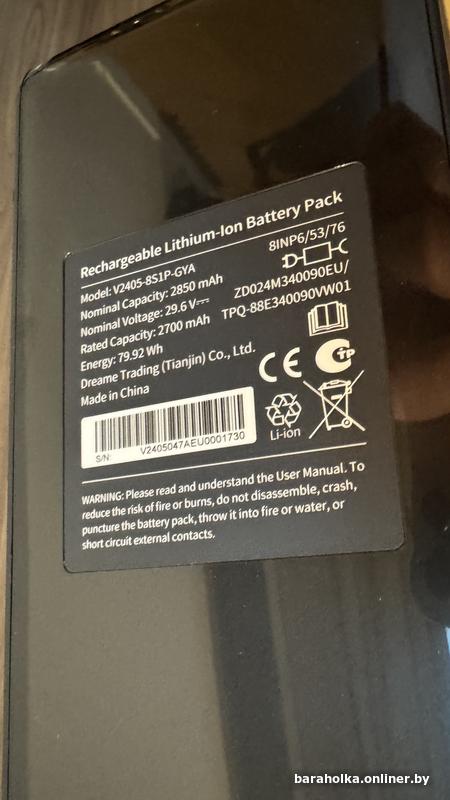 Rechargeable Lithium-Ion Battery Pack
Model: V2405-8S1P-GYA
8INP6/53/76
Nominal Capacity: 2850 mAh
Nominal Voltage: 29.6 V⎓
ZD024M340090EU/
Rated Capacity: 2700 mAh
TPQ-88E340090VW01
Energy: 79.92 Wh
Dreame Trading (Tianjin) Co., Ltd.
Made in China
CE
TP
S/N: V2405047AEU0001730
Li-ion
WARNING: Please read and understand the User Manual. To
reduce the risk of fire or burns, do not disassemble, crash,
puncture the battery pack, throw it into fire or water, or
short circuit external contacts.
baraholka.onliner.by